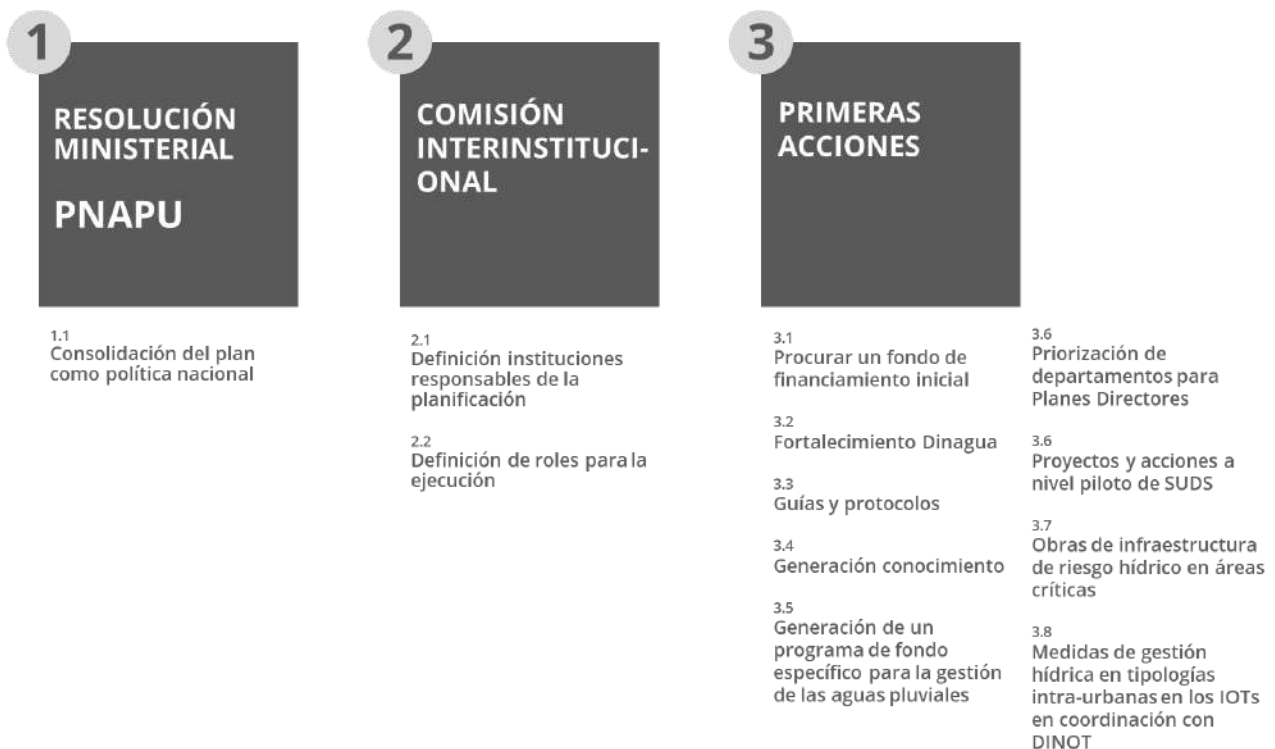 1
RESOLUCIÓN
MINISTERIAL
PNAPU
1.1
Consolidación del plan
como política nacional
2
COMISIÓN
INTERINSTITUCI-
ONAL
2.1
Definición instituciones
responsables de la
planificación
2.2
Definición de roles para la
ejecución
3
PRIMERAS
ACCIONES
3.1
Procurar un fondo de
financiamiento inicial
3.2
Fortalecimiento Dinagua
3.3
Guías y protocolos
3.4
Generación conocimiento
3.5
Generación de un
programa de fondo
específico para la gestión
de las aguas pluviales
3.6
Priorización de
departamentos para
Planes Directores
3.6
Proyectos y acciones a
nivel piloto de SUDS
3.7
Obras de infraestructura
de riesgo hídrico en áreas
críticas
3.8
Medidas de gestión
hídrica en tipologías
intra-urbanas en los IOTs
en coordinación con
DINOT